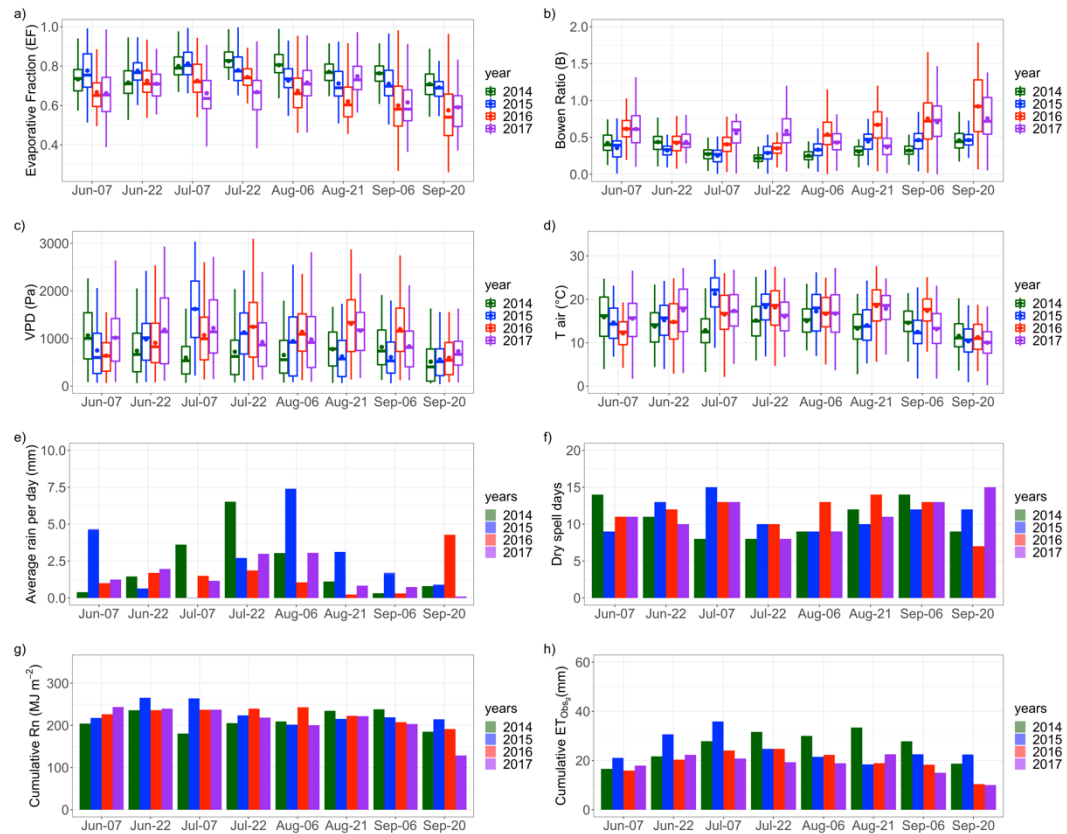 a)
Evaporative Fraction (EF)
1.0
0.8
0.6
0.4
Jun-07 Jun-22 Jul-07 Jul-22 Aug-06 Aug-21 Sep-06 Sep-20
year
2014
2015
2016
2017
b)
Bowen Ratio (B)
2.0
1.5
1.0
0.5
0.0
Jun-07 Jun-22 Jul-07 Jul-22 Aug-06 Aug-21 Sep-06 Sep-20
year
2014
2015
2016
2017
c)
VPD (Pa)
3000
2000
1000
0
Jun-07 Jun-22 Jul-07 Jul-22 Aug-06 Aug-21 Sep-06 Sep-20
year
2014
2015
2016
2017
d)
T air (°C)
30
20
10
0
Jun-07 Jun-22 Jul-07 Jul-22 Aug-06 Aug-21 Sep-06 Sep-20
year
2014
2015
2016
2017
e)
Average rain per day (mm)
10.0
7.5
5.0
2.5
0.0
Jun-07 Jun-22 Jul-07 Jul-22 Aug-06 Aug-21 Sep-06 Sep-20
years
2014
2015
2016
2017
f)
Dry spell days
20
15
10
5
0
Jun-07 Jun-22 Jul-07 Jul-22 Aug-06 Aug-21 Sep-06 Sep-20
years
2014
2015
2016
2017
g)
Cumulative Rn (MJ m⁻²)
300
200
100
0
Jun-07 Jun-22 Jul-07 Jul-22 Aug-06 Aug-21 Sep-06 Sep-20
years
2014
2015
2016
2017
h)
Cumulative ET Obs g (mm)
60
40
20
0
Jun-07 Jun-22 Jul-07 Jul-22 Aug-06 Aug-21 Sep-06 Sep-20
years
2014
2015
2016
2017